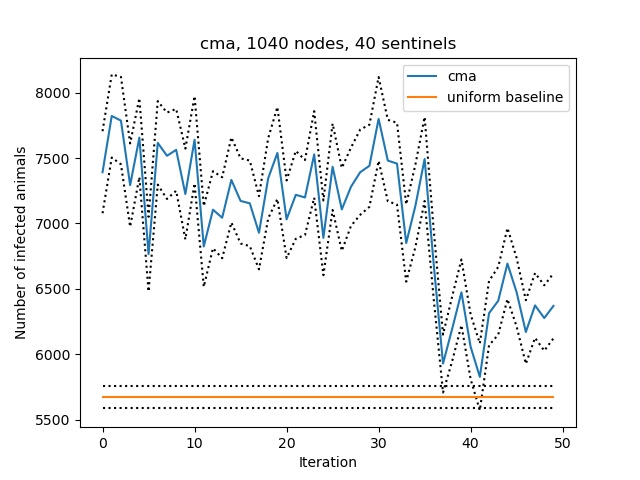 cma, 1040 nodes, 40 sentinels
cma
uniform baseline
Number of infected animals
8000
7500
7000
6500
6000
5500
0 10 20 30 40 50
Iteration